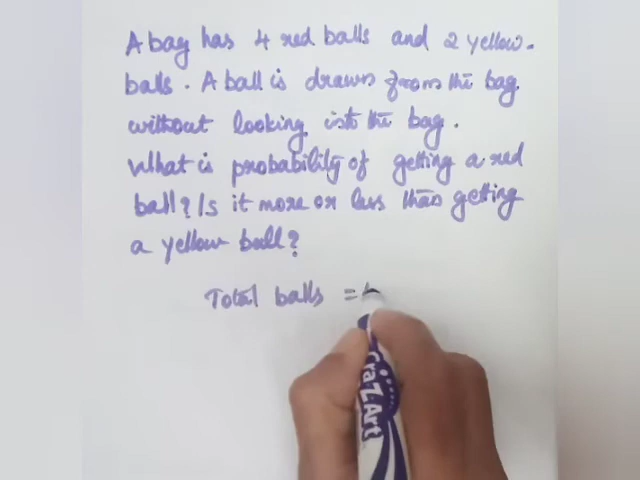 A bag has 4 red balls and 2 yellow.
balls. A ball is drawn from the bag
without looking into the bag.
What is probability of getting a red
ball? Is it more or less than getting
a yellow ball?
Total balls =
CraZArt